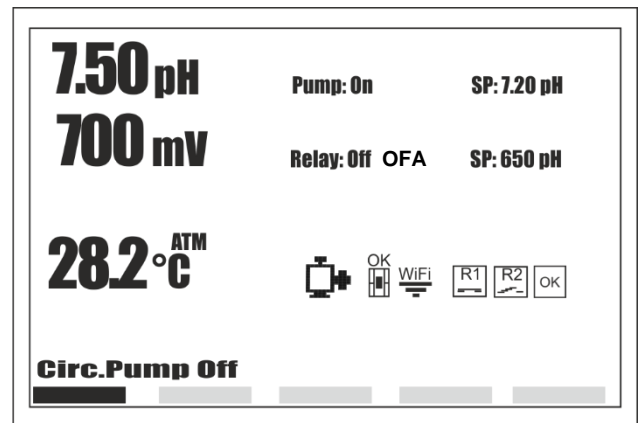 7.50 pH Pump: On SP: 7.20 pH
700 mV Relay: Off OFA SP: 650 pH
28.2 °C ATM
OK WiFi R1 R2 OK
Circ.Pump Off